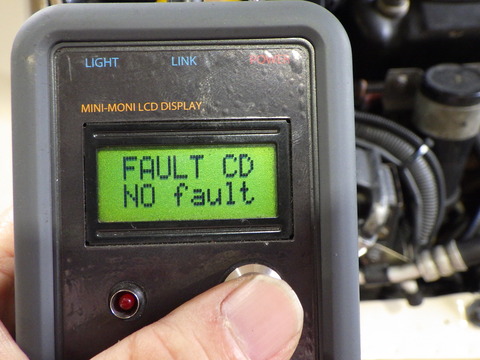 LIGHT LINK POWER
MINI-MONI LCD DISPLAY
FAULT CD
NO fault